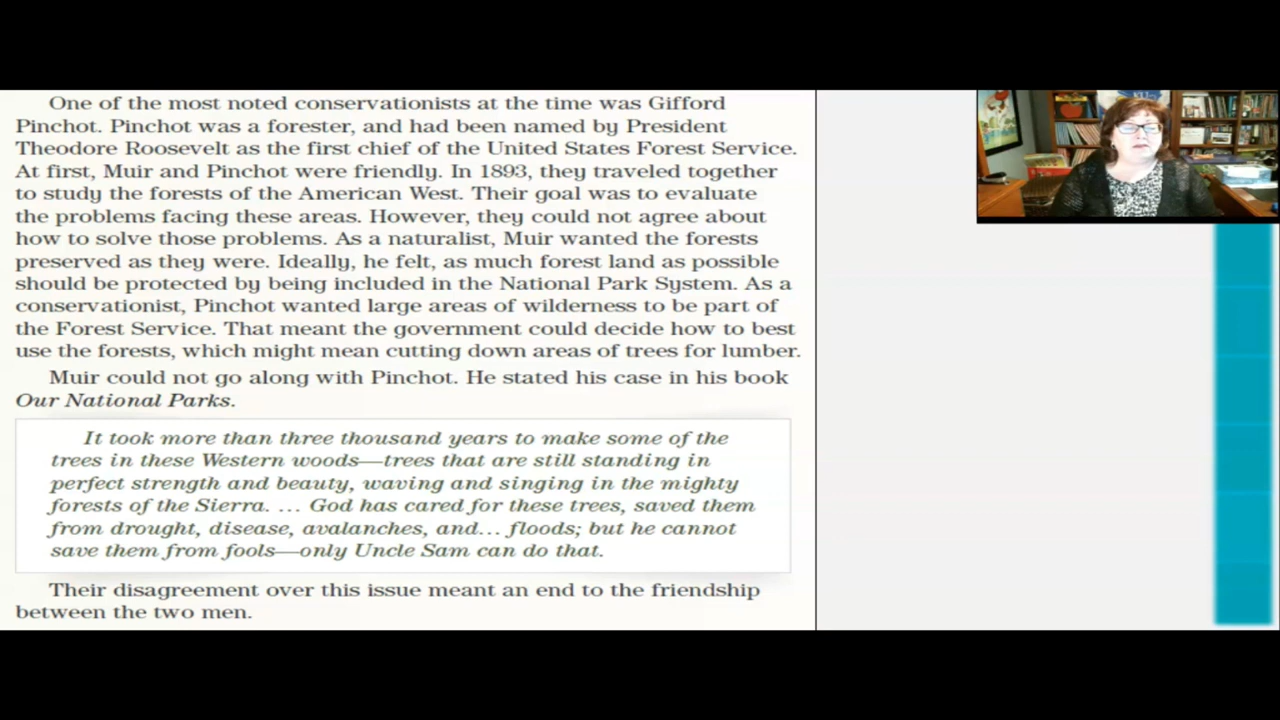 One of the most noted conservationists at the time was Gifford
Pinchot. Pinchot was a forester, and had been named by President
Theodore Roosevelt as the first chief of the United States Forest Service.
At first, Muir and Pinchot were friendly. In 1893, they traveled together
to study the forests of the American West. Their goal was to evaluate
the problems facing these areas. However, they could not agree about
how to solve those problems. As a naturalist, Muir wanted the forests
preserved as they were. Ideally, he felt, as much forest land as possible
should be protected by being included in the National Park System. As a
conservationist, Pinchot wanted large areas of wilderness to be part of
the Forest Service. That meant the government could decide how to best
use the forests, which might mean cutting down areas of trees for lumber.
Muir could not go along with Pinchot. He stated his case in his book
Our National Parks.
It took more than three thousand years to make some of the
trees in these Western woods—trees that are still standing in
perfect strength and beauty, waving and singing in the mighty
forests of the Sierra. … God has cared for these trees, saved them
from drought, disease, avalanches, and… floods; but he cannot
save them from fools—only Uncle Sam can do that.
Their disagreement over this issue meant an end to the friendship
between the two men.